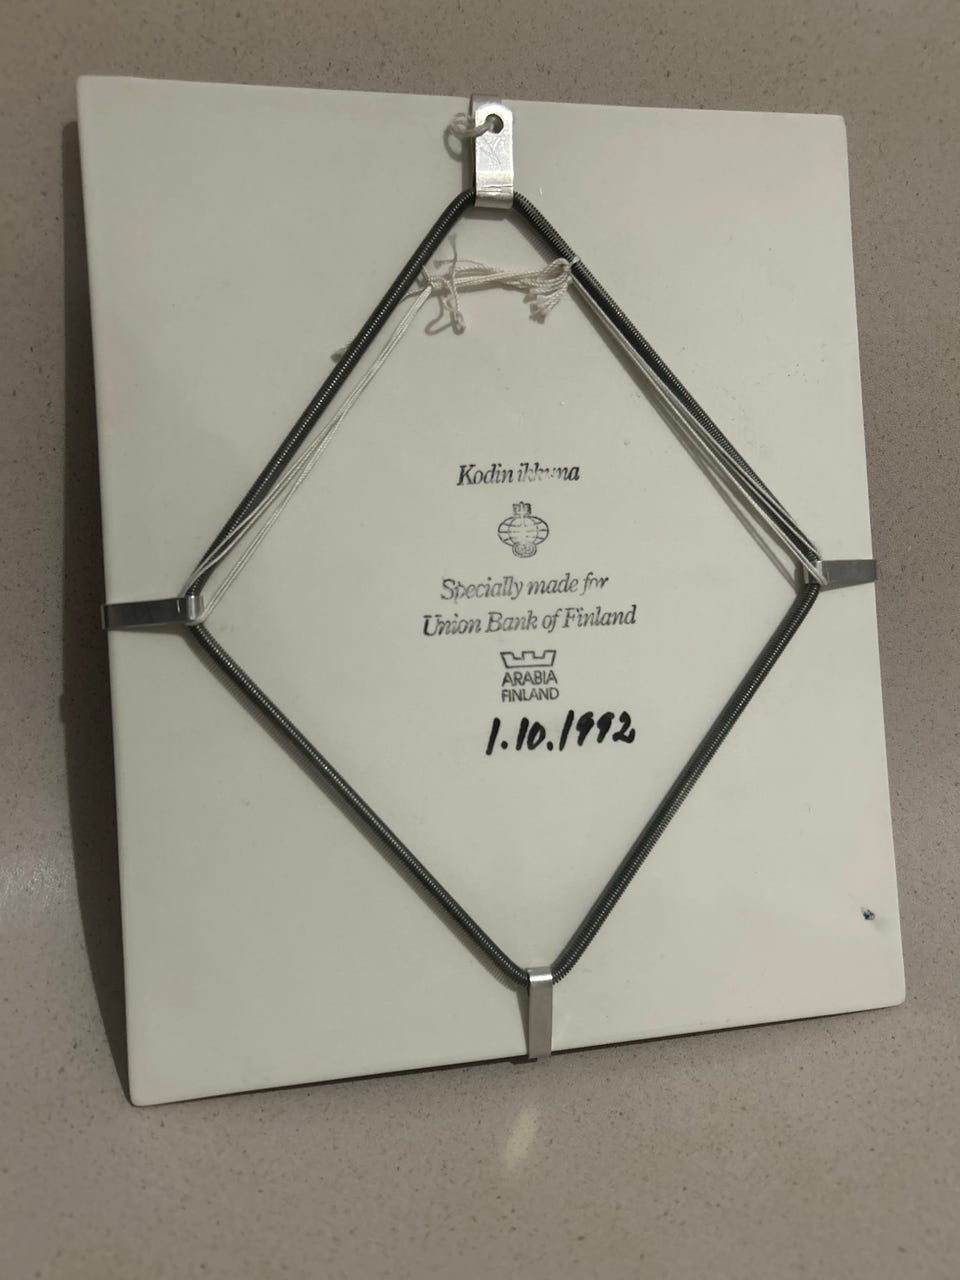 Kodin ikkuna
Specially made for
Union Bank of Finland
ARABIA
FINLAND
1.10.1992